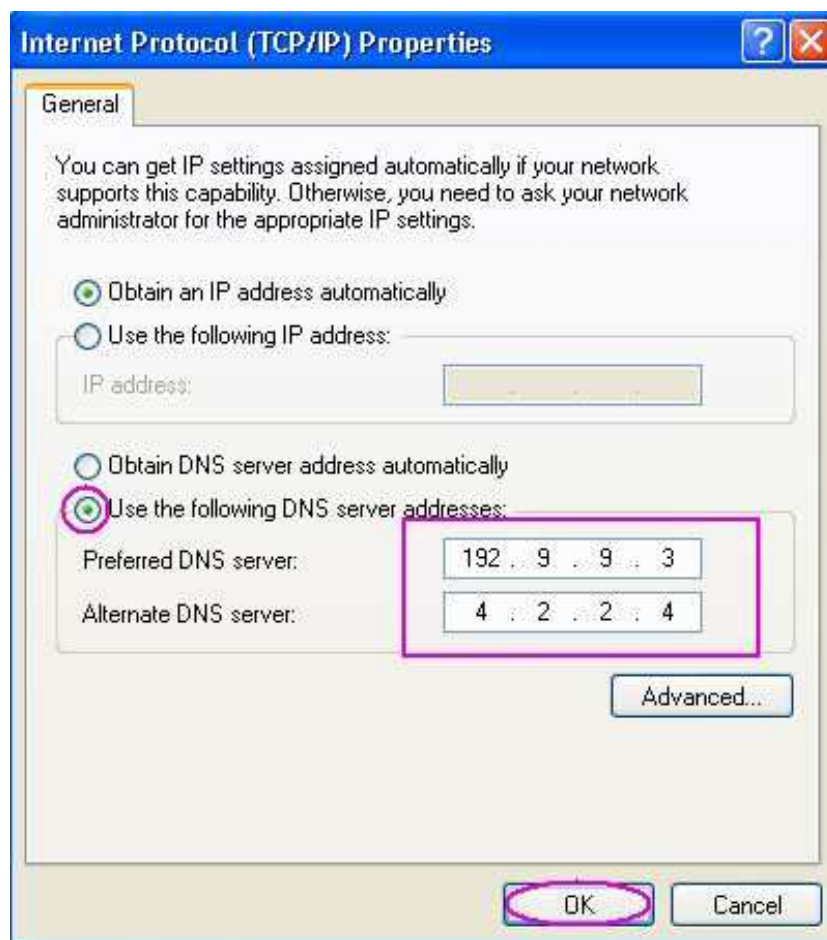 Internet Protocol (TCP/IP) Properties
General
You can get IP settings assigned automatically if your network
supports this capability. Otherwise, you need to ask your network
administrator for the appropriate IP settings.
Obtain an IP address automatically
Use the following IP address:
IP address:
Obtain DNS server address automatically
Use the following DNS server addresses:
Preferred DNS server: 192 . 9 . 9 . 3
Alternate DNS server: 4 . 2 . 2 . 4
Advanced...
OK Cancel